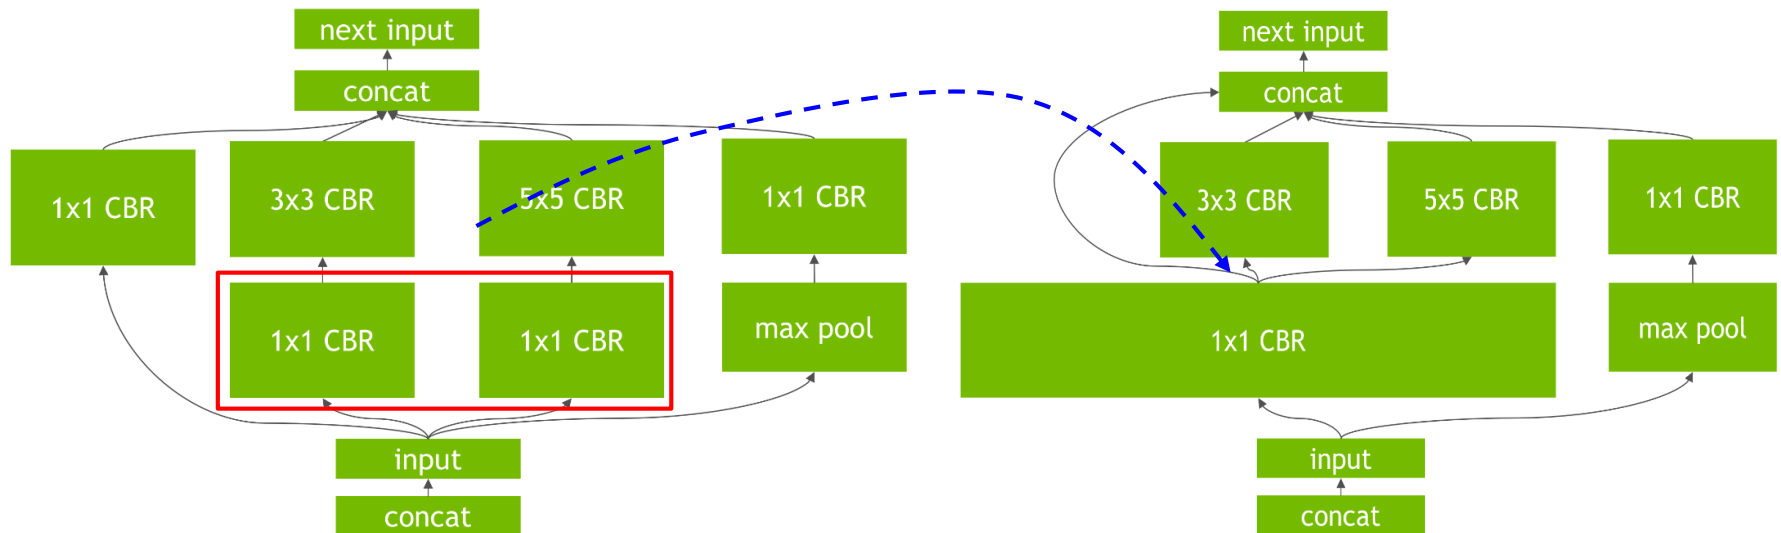 next input
concat
1x1 CBR
3x3 CBR
5x5 CBR
1x1 CBR
1x1 CBR
1x1 CBR
max pool
input
concat
next input
concat
3x3 CBR
5x5 CBR
1x1 CBR
1x1 CBR
max pool
input
concat